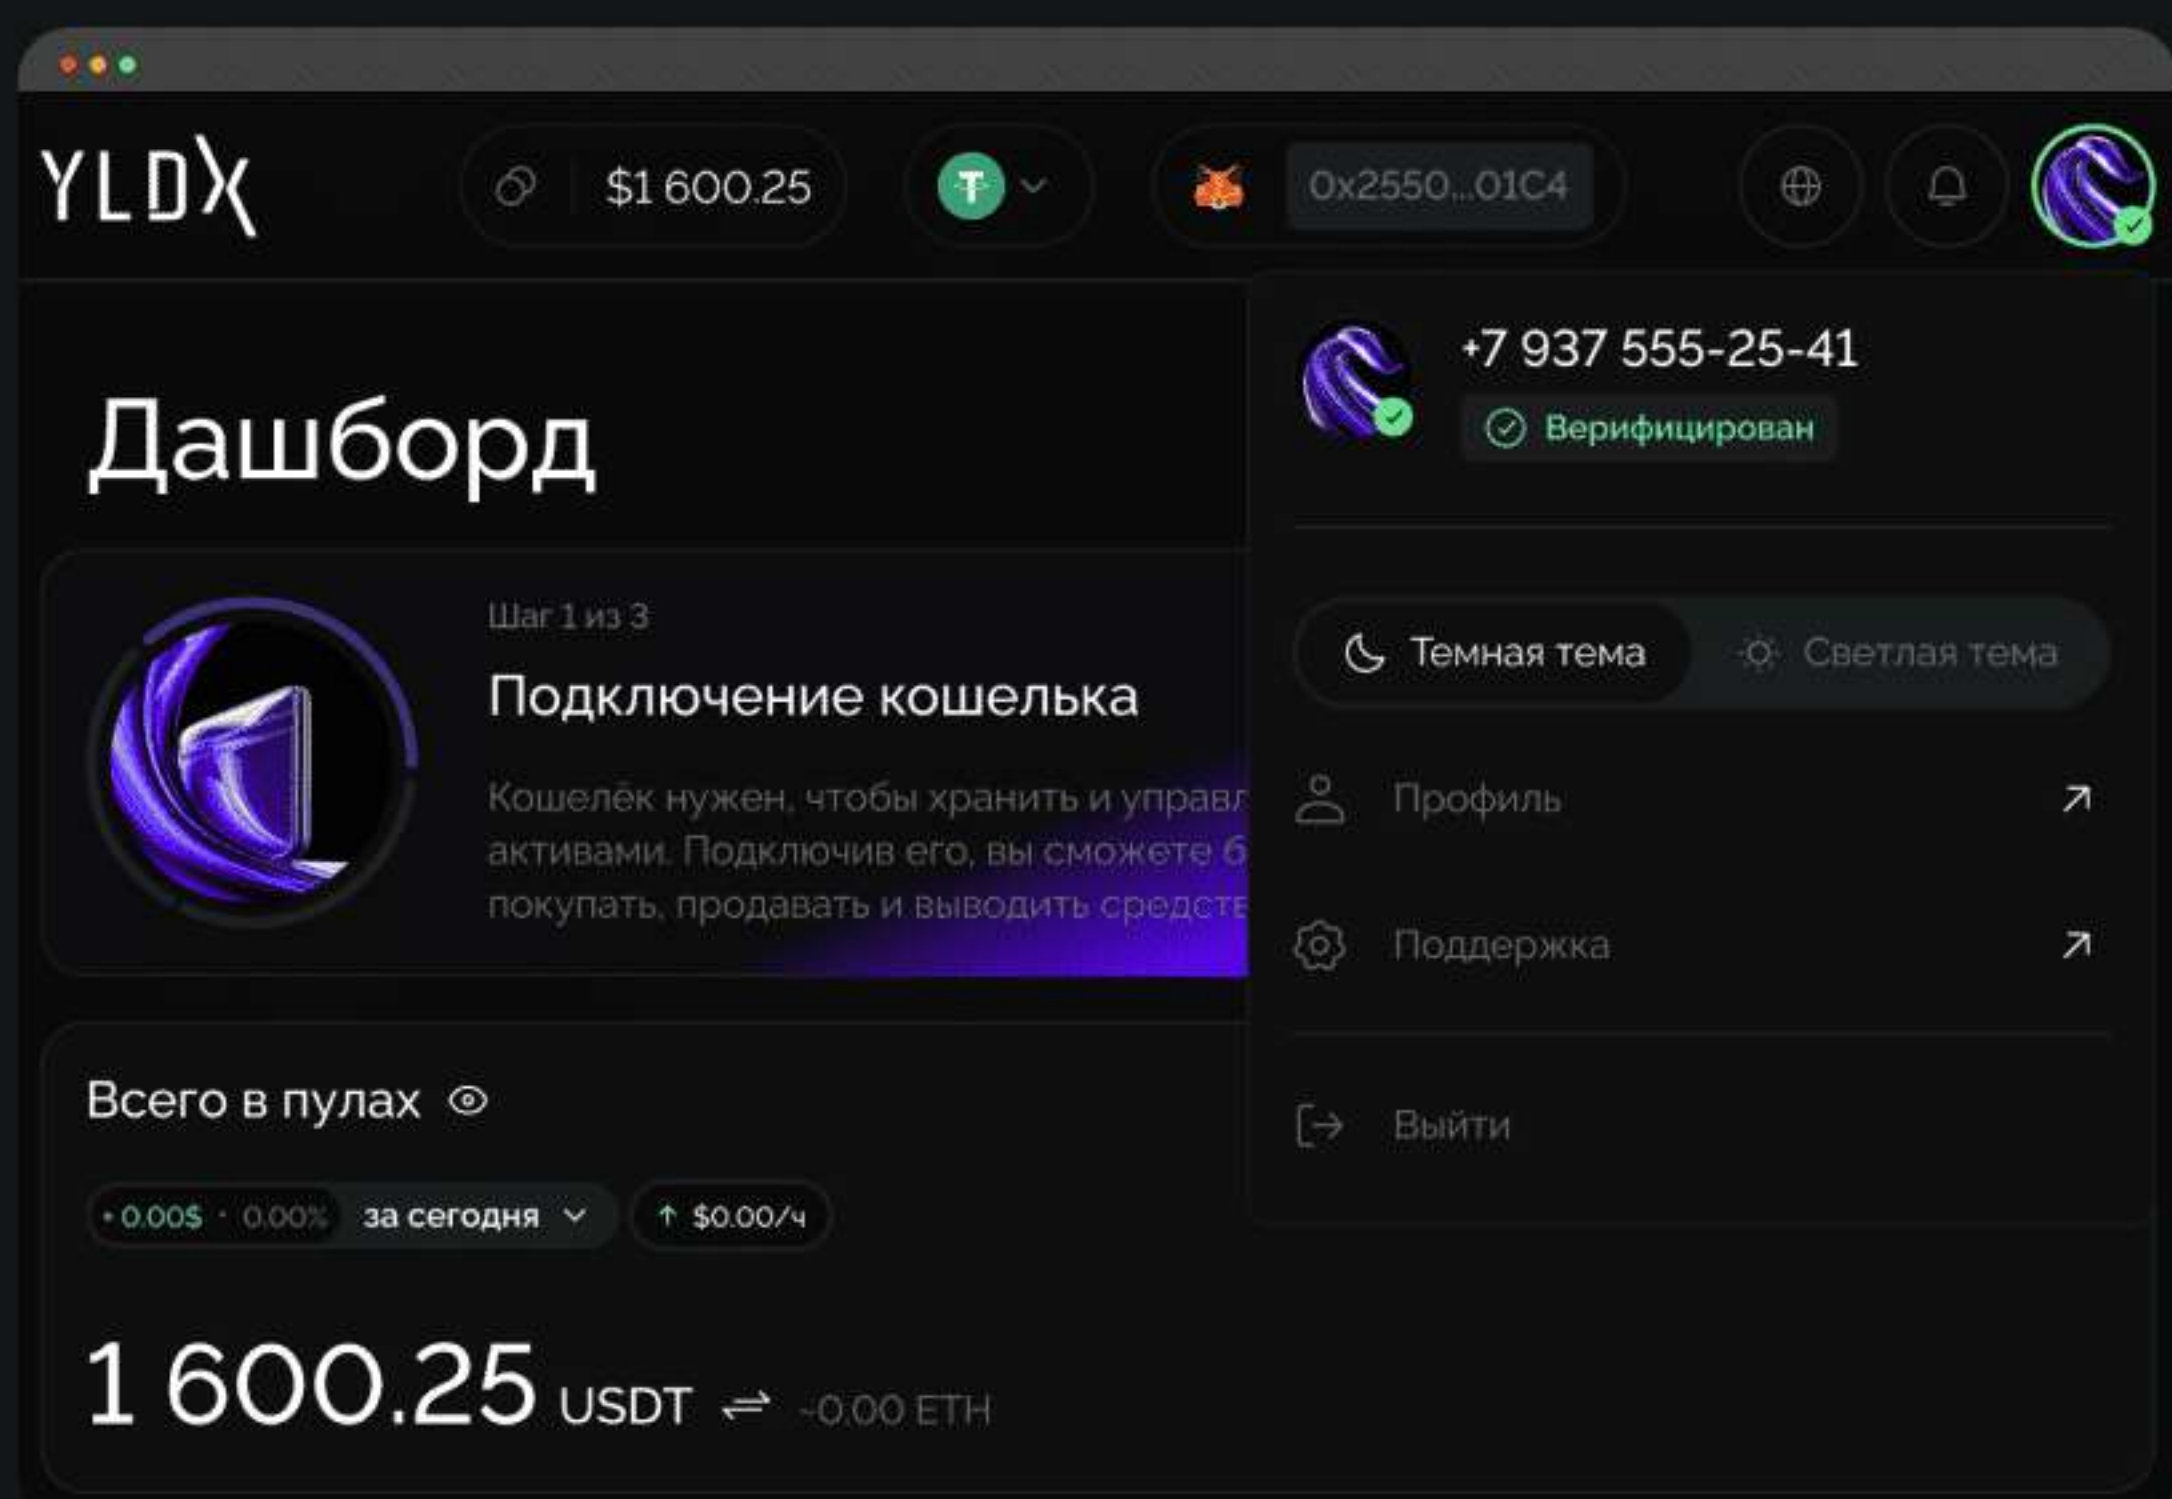 YLDX
$1 600.25
0x2550...01C4
+7 937 555-25-41
Верифицирован
Дашборд
Темная тема
Светлая тема
Шаг 1 из 3
Подключение кошелька
Кошелёк нужен, чтобы хранить и управл
активами. Подключив его, вы сможете б
покупать, продавать и выводить средств
Профиль
Поддержка
Выйти
Всего в пулах
• 0.00$ • 0.00% за сегодня
↑ $0.00/ч
1 600.25 USDT ⇌ ~0.00 ETH